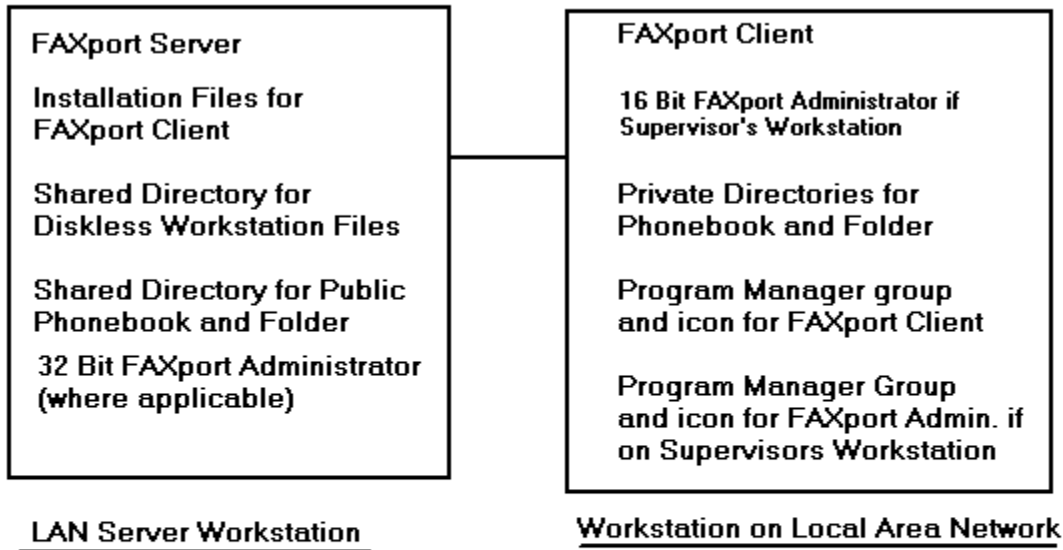 FAXport Server
Installation Files for
FAXport Client
Shared Directory for
Diskless Workstation Files
Shared Directory for Public
Phonebook and Folder
32 Bit FAXport Administrator
(where applicable)
LAN Server Workstation
FAXport Client
16 Bit FAXport Administrator if
Supervisor's Workstation
Private Directories for
Phonebook and Folder
Program Manager group
and icon for FAXport Client
Program Manager Group
and icon for FAXport Admin. if
on Supervisors Workstation
Workstation on Local Area Network